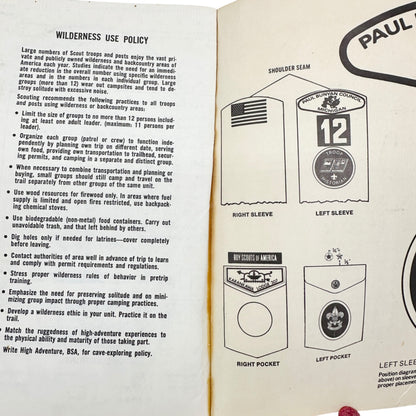 WILDERNESS USE POLICY
Large numbers of Scout troops and posts enjoy the vast pri-
vate and publicly owned wilderness and backcountry areas of
America each year. Studies indicate the need for an immedi-
ate reduction in the overall number using specific wilderness
areas and in the numbers in each individual group. Large
groups (more than 12) wear out campsites and tend to de-
stroy solitude with excessive noise.
Scouting recommends the following practices to all troops
and posts using wilderness or backcountry areas:
• Limit the size of groups to no more than 12 persons includ-
ing at least one adult leader. (maximum: 11 persons per
leader).
• Organize each group (patrol or crew) to function inde-
pendently by planning own trip on different date, serving
own food, providing own transportation to trailhead, secur-
ing permits, and camping in a separate and distinct group.
• When necessary to combine transportation and planning or
buying, small groups should still camp and travel on the
trail separately from other groups of the same unit.
• Use wood resources for firewood only. In areas where fuel
supply is limited and open fires restricted, use backpack-
ing chemical stoves.
• Use biodegradable (non-metal) food containers. Carry out
unavoidable trash, and that left behind by others.
• Dig holes only if needed for latrines—cover completely
before leaving.
• Contact authorities of area well in advance of trip to learn
and comply with permit requirements and regulations.
• Stress proper wilderness rules of behavior in pretrip
training.
• Emphasize the need for preserving solitude and on mini-
mizing group impact through proper camping practices.
• Develop a wilderness ethic in your unit. Practice it on the
trail.
• Match the ruggedness of high-adventure experiences to
the physical ability and maturity of those taking part.
Write High Adventure, BSA, for cave-exploring policy.
PAUL
SHOULDER SEAM
PAUL BUNYAN COUNCIL
MICHIGAN
12
RIGHT SLEEVE
LEFT SLEEVE
BOY SCOUTS OF AMERICA
RIGHT POCKET
LEFT POCKET
LEFT SLEE
Position diagram
above) on sleeve